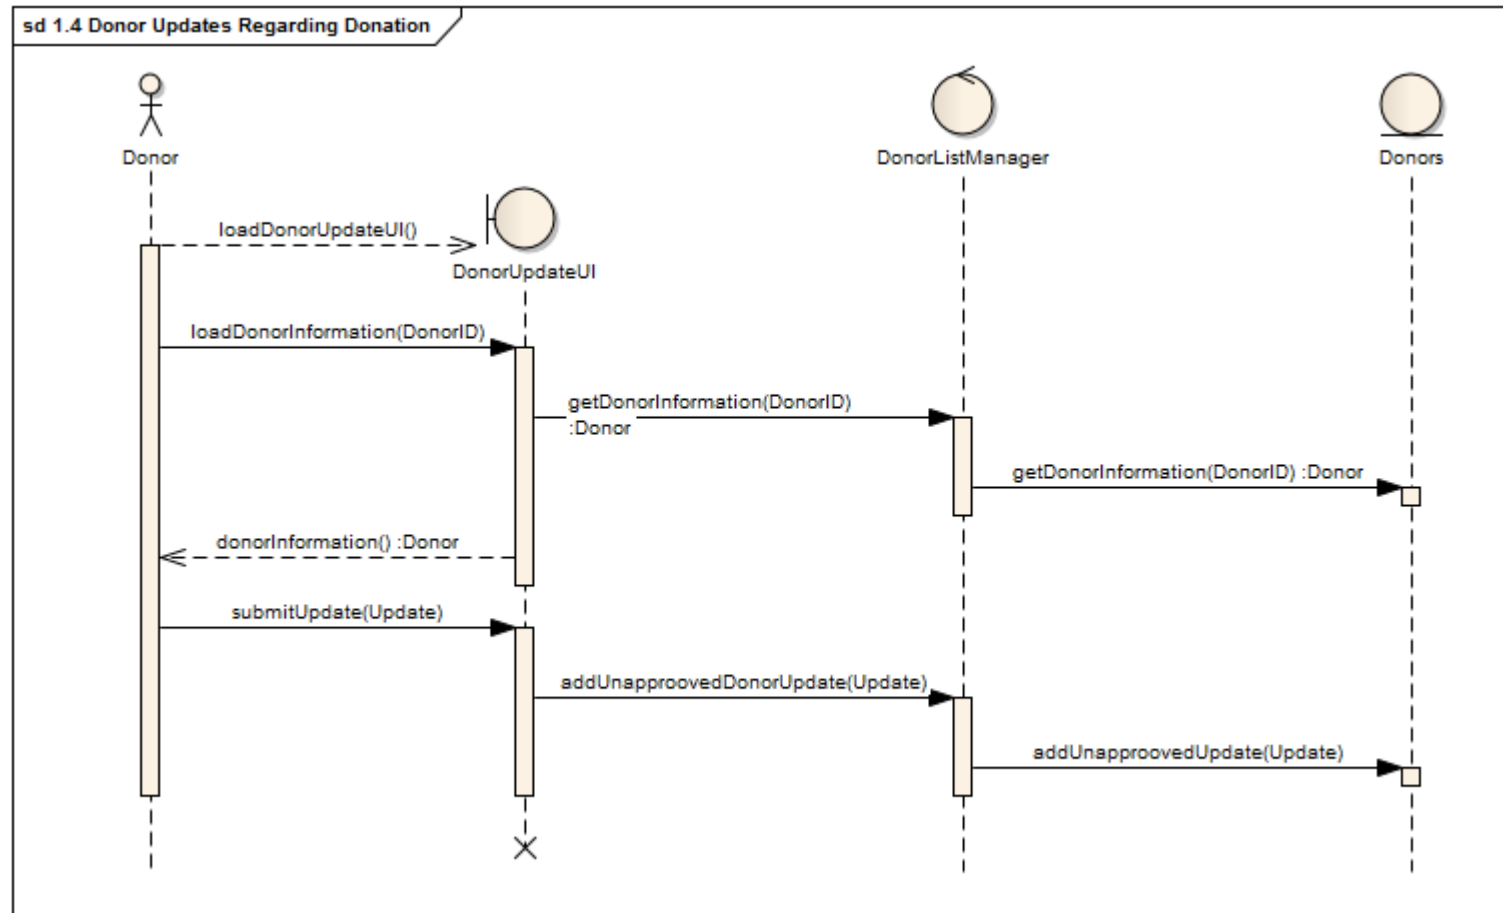 sd 1.4 Donor Updates Regarding Donation
Donor
DonorListManager
Donors
loadDonorUpdateUI()
DonorUpdateUI
loadDonorInformation(DonorID)
getDonorInformation(DonorID)
:Donor
getDonorInformation(DonorID) :Donor
donorInformation() :Donor
submitUpdate(Update)
addUnapproovedDonorUpdate(Update)
addUnapproovedUpdate(Update)